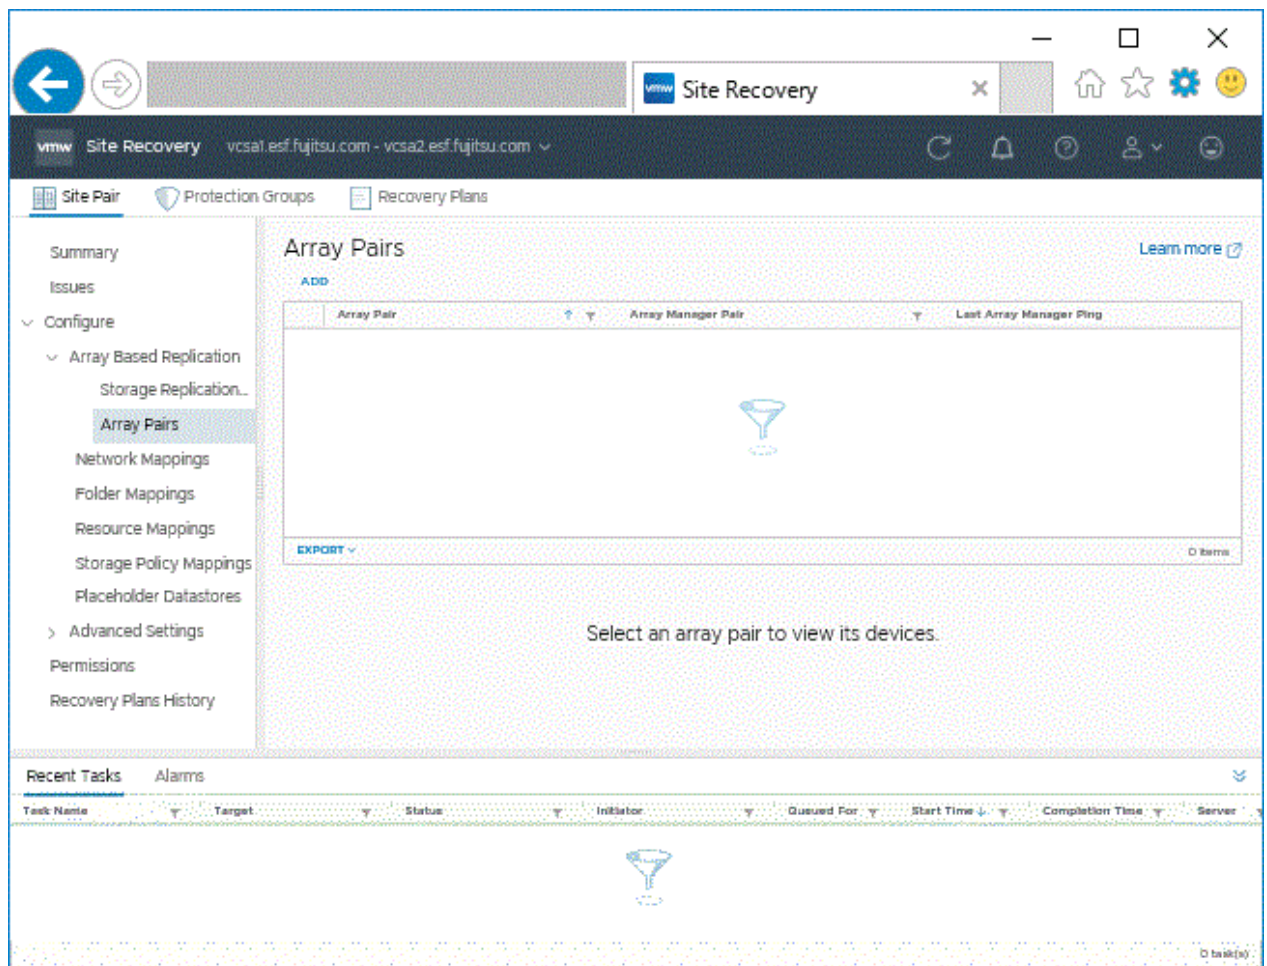 vmw Site Recovery
vmw Site Recovery vcsa1.esf.fujitsu.com - vcsa2.esf.fujitsu.com
Site Pair Protection Groups Recovery Plans
Summary
Issues
Configure
Array Based Replication
Storage Replication...
Array Pairs
Network Mappings
Folder Mappings
Resource Mappings
Storage Policy Mappings
Placeholder Datastores
Advanced Settings
Permissions
Recovery Plans History
Array Pairs
Learn more
ADD
Array Pair Array Manager Pair Last Array Manager Ping
EXPORT 0 items
Select an array pair to view its devices.
Recent Tasks Alarms
Task Name Target Status Initiator Queued For Start Time Completion Time Server
0 task(s)